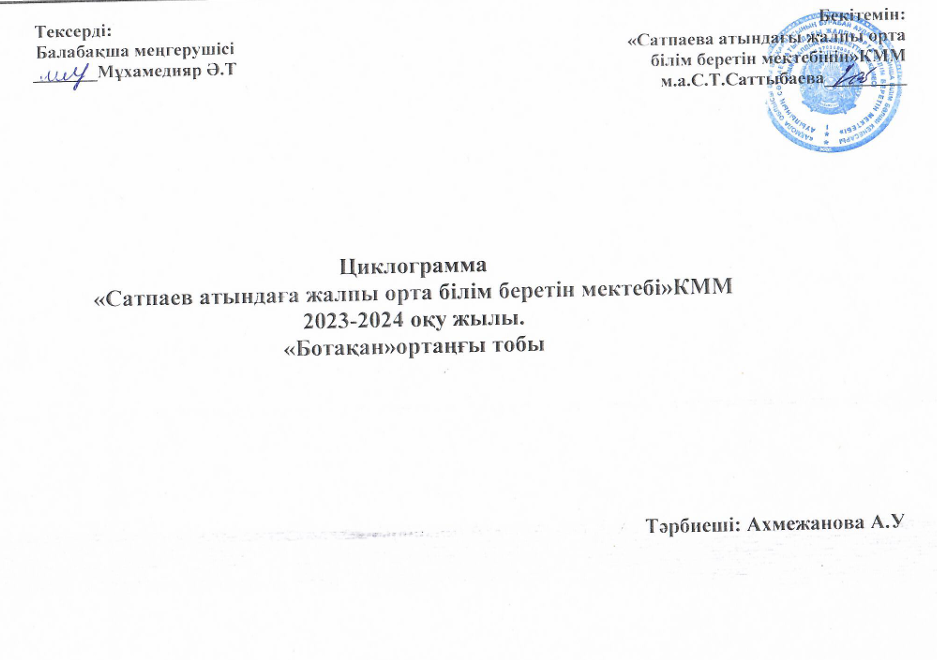 Тексерді:
Балабақша меңгерушісі
Мұхамедияр Ә.Т
Бекітемін:
«Сатпаева атындағы жалпы орта
білім беретін мектебінің»КММ
м.а.С.Т.Саттыбаева
Циклограмма
«Сатпаев атындаға жалпы орта білім беретін мектебі»КММ
2023-2024 оқу жылы.
«Ботақан»ортаңғы тобы
Тәрбиеші: Ахмежанова А.У